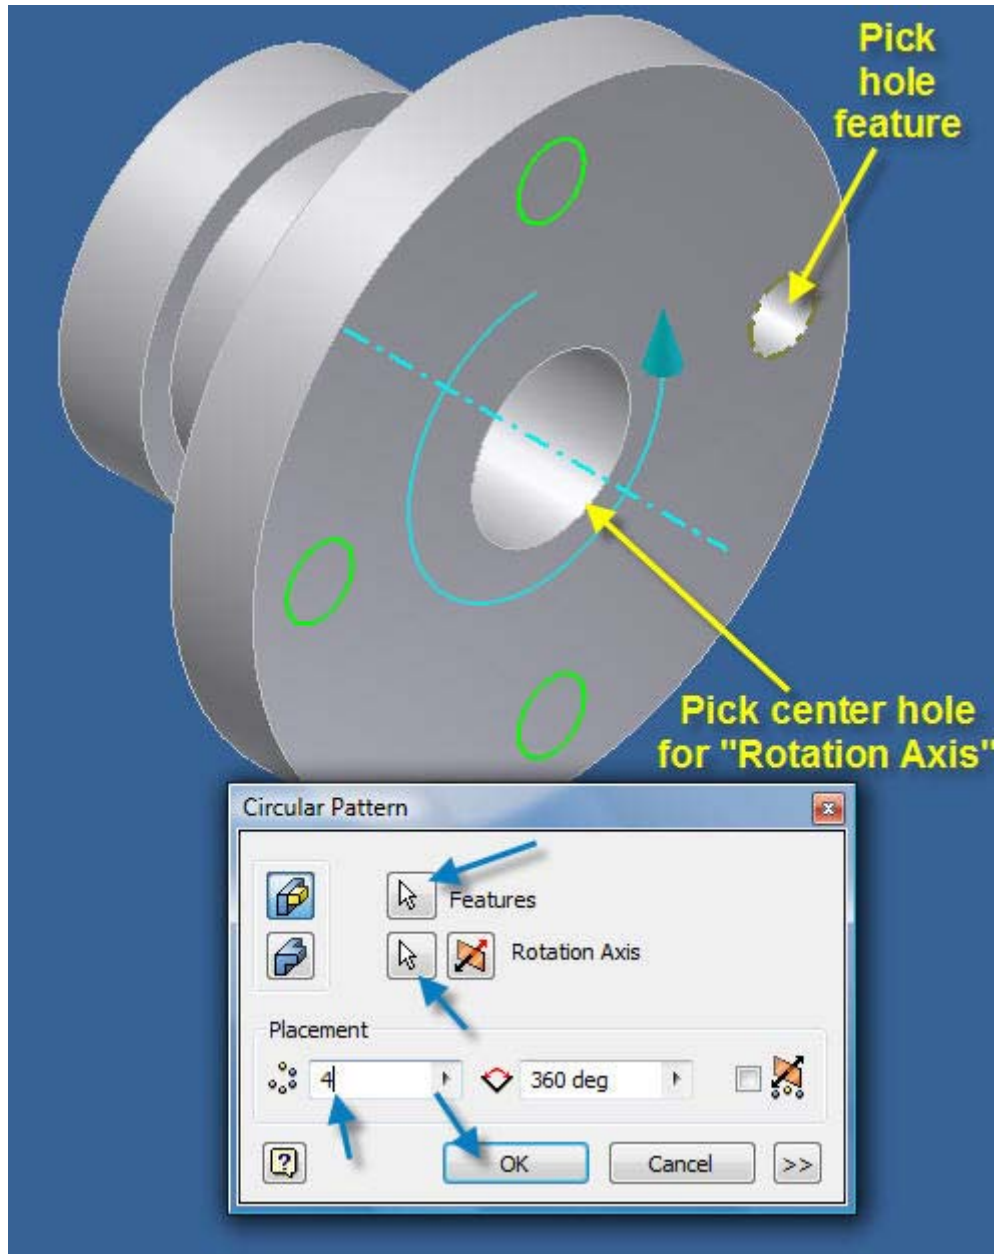 Pick
hole
feature
Pick center hole
for "Rotation Axis"
Circular Pattern
Features
Rotation Axis
Placement
4
360 deg
OK
Cancel
>>